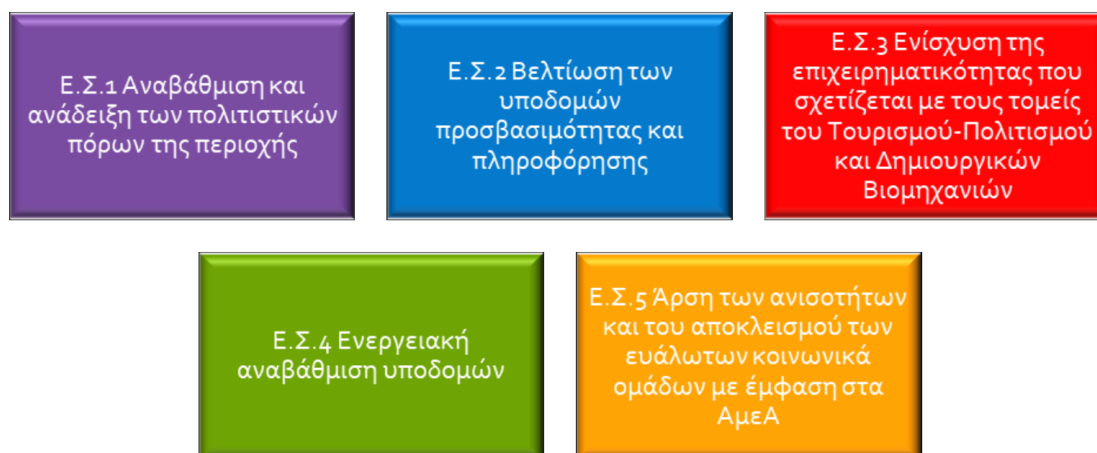 Ε.Σ.1 Αναβάθμιση και
ανάδειξη των πολιτιστικών
πόρων της περιοχής
Ε.Σ.2 Βελτίωση των
υποδομών
προσβασιμότητας και
πληροφόρησης
Ε.Σ.3 Ενίσχυση της
επιχειρηματικότητας που
σχετίζεται με τους τομείς
του Τουρισμού-Πολιτισμού
και Δημιουργικών
Βιομηχανιών
Ε.Σ.4 Ενεργειακή
αναβάθμιση υποδομών
Ε.Σ.5 Άρση των ανισοτήτων
και του αποκλεισμού των
ευάλωτων κοινωνικά
ομάδων με έμφαση στα
ΑμεΑ